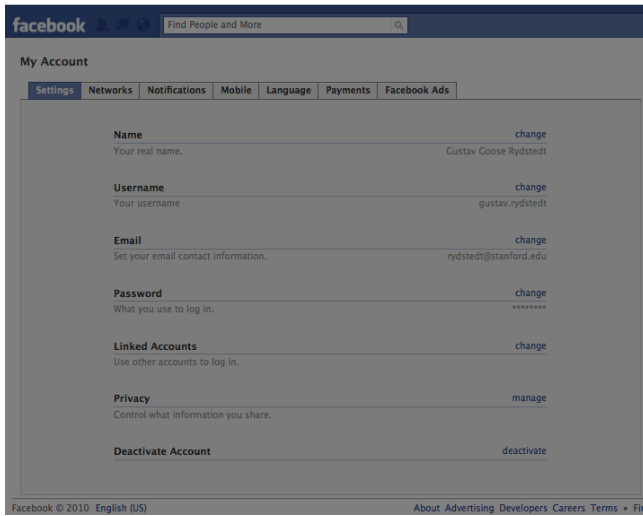 facebook Find People and More
My Account
Settings Networks Notifications Mobile Language Payments Facebook Ads
Name change
Your real name. Gustav Goose Rydstedt
Username change
Your username gustav.rydstedt
Email change
Set your email contact information. rydstedt@stanford.edu
Password change
What you use to log in. ********
Linked Accounts change
Use other accounts to log in.
Privacy manage
Control what information you share.
Deactivate Account deactivate
Facebook © 2010 English (US) About Advertising Developers Careers Terms •